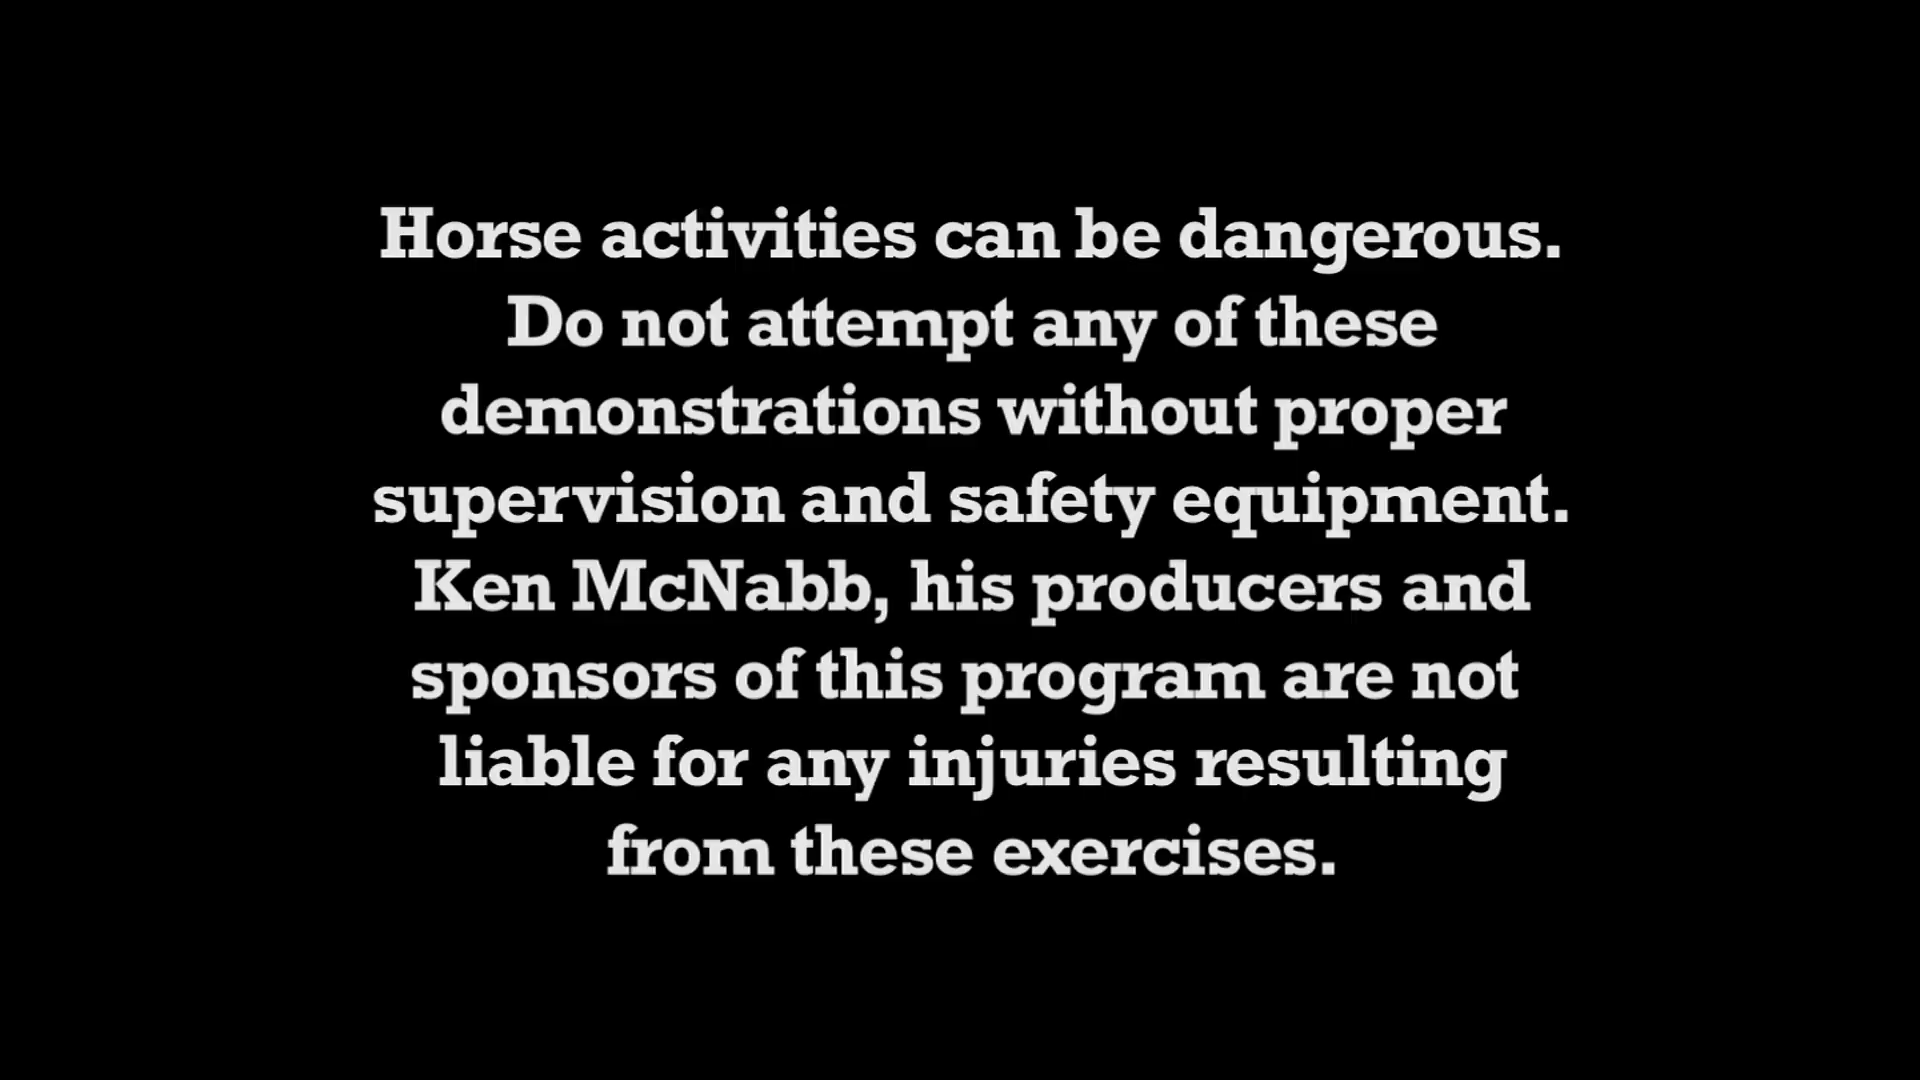 Horse activities can be dangerous.
Do not attempt any of these
demonstrations without proper
supervision and safety equipment.
Ken McNabb, his producers and
sponsors of this program are not
liable for any injuries resulting
from these exercises.